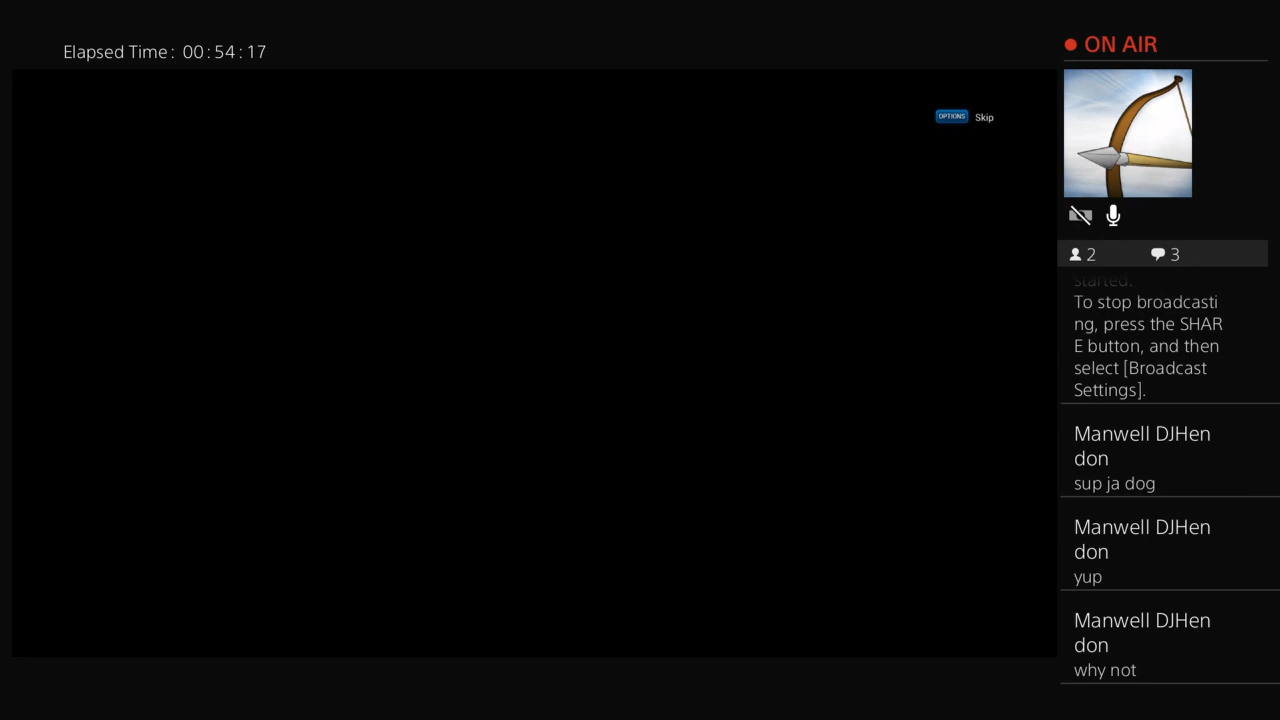 Elapsed Time: 00:54:17
ON AIR
OPTIONS Skip
2 3
started.
To stop broadcasti
ng, press the SHAR
E button, and then
select [Broadcast
Settings].
Manwell DJHen
don
sup ja dog
Manwell DJHen
don
yup
Manwell DJHen
don
why not